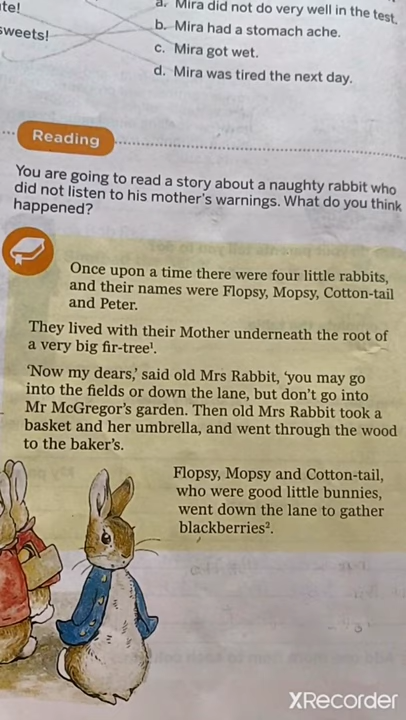 te!
sweets!
a. Mira did not do very well in the test.
b. Mira had a stomach ache.
c. Mira got wet.
d. Mira was tired the next day.
Reading
You are going to read a story about a naughty rabbit who
did not listen to his mother's warnings. What do you think
happened?
Once upon a time there were four little rabbits,
and their names were Flopsy, Mopsy, Cotton-tail
and Peter.
They lived with their Mother underneath the root of
a very big fir-tree¹.
'Now my dears,' said old Mrs Rabbit, 'you may go
into the fields or down the lane, but don't go into
Mr McGregor's garden. Then old Mrs Rabbit took a
basket and her umbrella, and went through the wood
to the baker's.
Flopsy, Mopsy and Cotton-tail,
who were good little bunnies,
went down the lane to gather
blackberries².
XRecorder